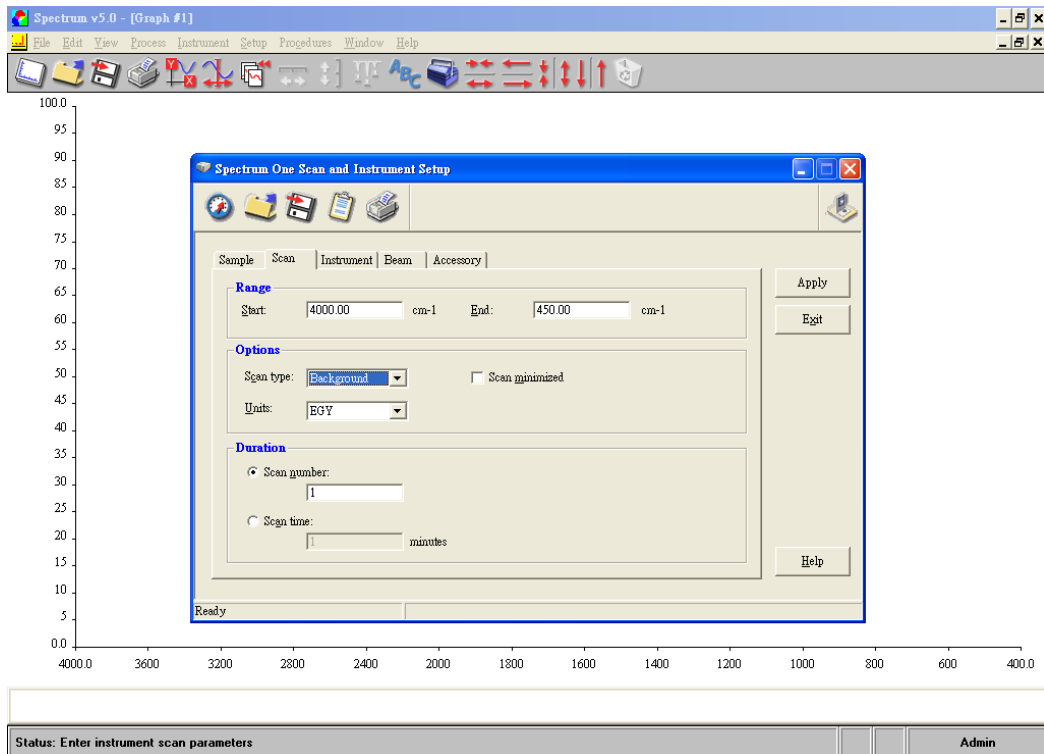 Spectrum v5.0 - [Graph #1]
File Edit View Process Instrument Setup Procedures Window Help
Y X ABC
100.0
95
90
85
80
75
70
65
60
55
50
45
40
35
30
25
20
15
10
5
0.0
4000.0 3600 3200 2800 2400 2000 1800 1600 1400 1200 1000 800 600 400.0
Spectrum One Scan and Instrument Setup
Sample Scan Instrument Beam Accessory
Range
Start: 4000.00 cm-1 End: 450.00 cm-1
Options
Scan type: Background Scan minimized
Units: EGY
Duration
Scan number:
1
Scan time:
1 minutes
Apply
Exit
Help
Ready
Status: Enter instrument scan parameters Admin